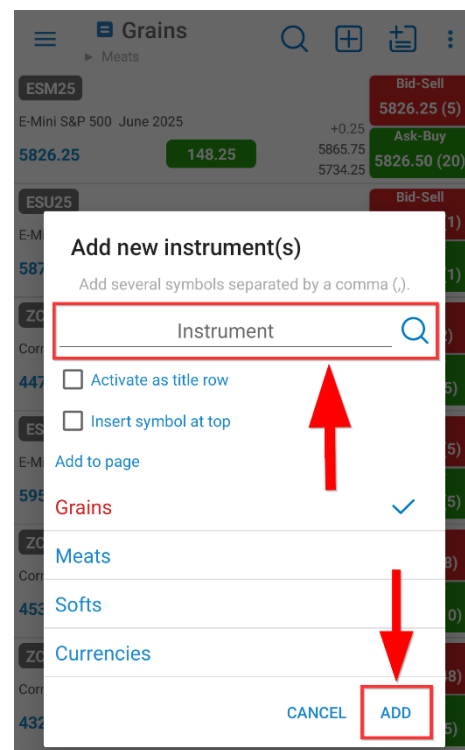 Grains
► Meats
ESM25
E-Mini S&P 500 June 2025
5826.25
148.25
+0.25
5865.75
5734.25
Bid-Sell
5826.25 (5)
Ask-Buy
5826.50 (20)
ESU25
Bid-Sell
Add new instrument(s)
Add several symbols separated by a comma (,).
Instrument
Activate as title row
Insert symbol at top
Add to page
Grains
Meats
Softs
Currencies
CANCEL
ADD